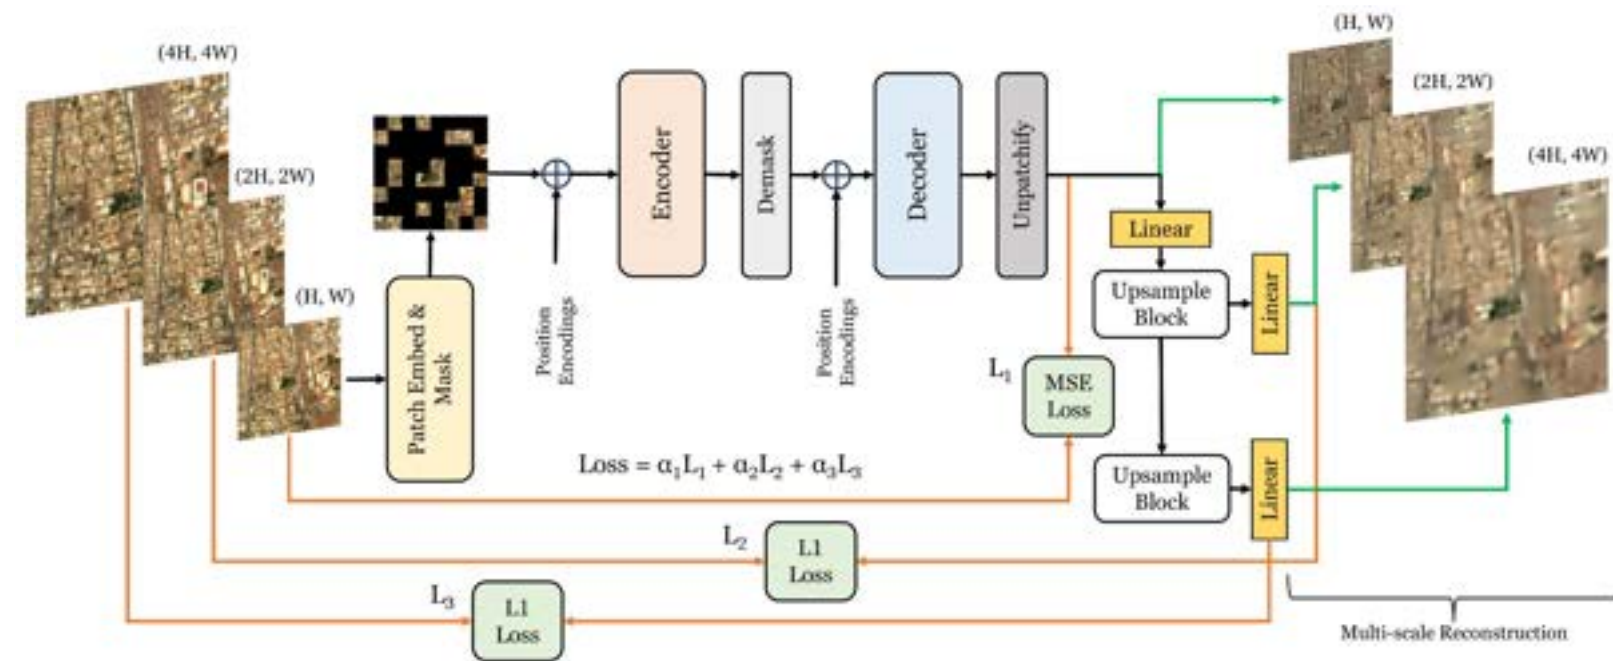 (4H, 4W)
(2H, 2W)
(H, W)
Patch Embed &
Mask
Position
Encodings
Encoder
Demask
Position
Encodings
Decoder
Unpatchify
Linear
Upsample
Block
Linear
Upsample
Block
Linear
L₁
MSE
Loss
Loss = α₁L₁ + α₂L₂ + α₃L₃
L₂
L1
Loss
L₃
L1
Loss
(H, W)
(2H, 2W)
(4H, 4W)
Multi-scale Reconstruction